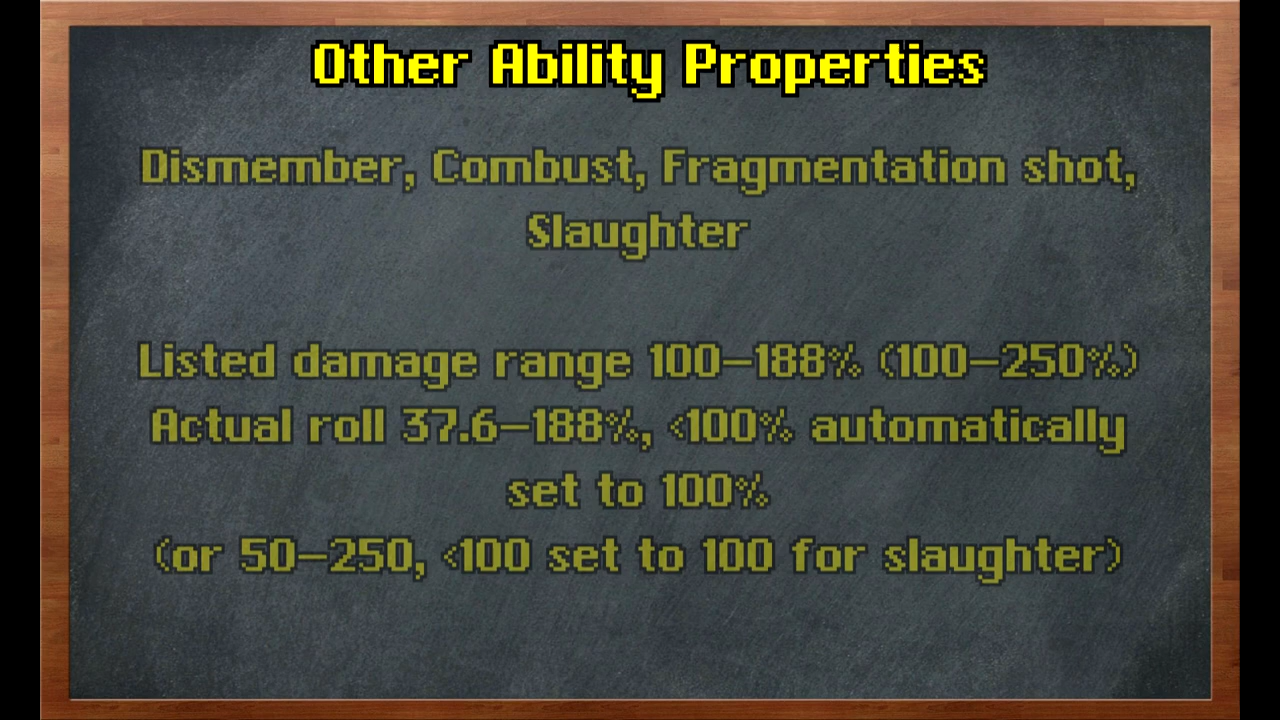 Other Ability Properties
Dismember, Combust, Fragmentation shot,
Slaughter
Listed damage range 100-188% (100-250%)
Actual roll 37.6-188%, <100% automatically
set to 100%
(or 50-250, <100 set to 100 for slaughter)